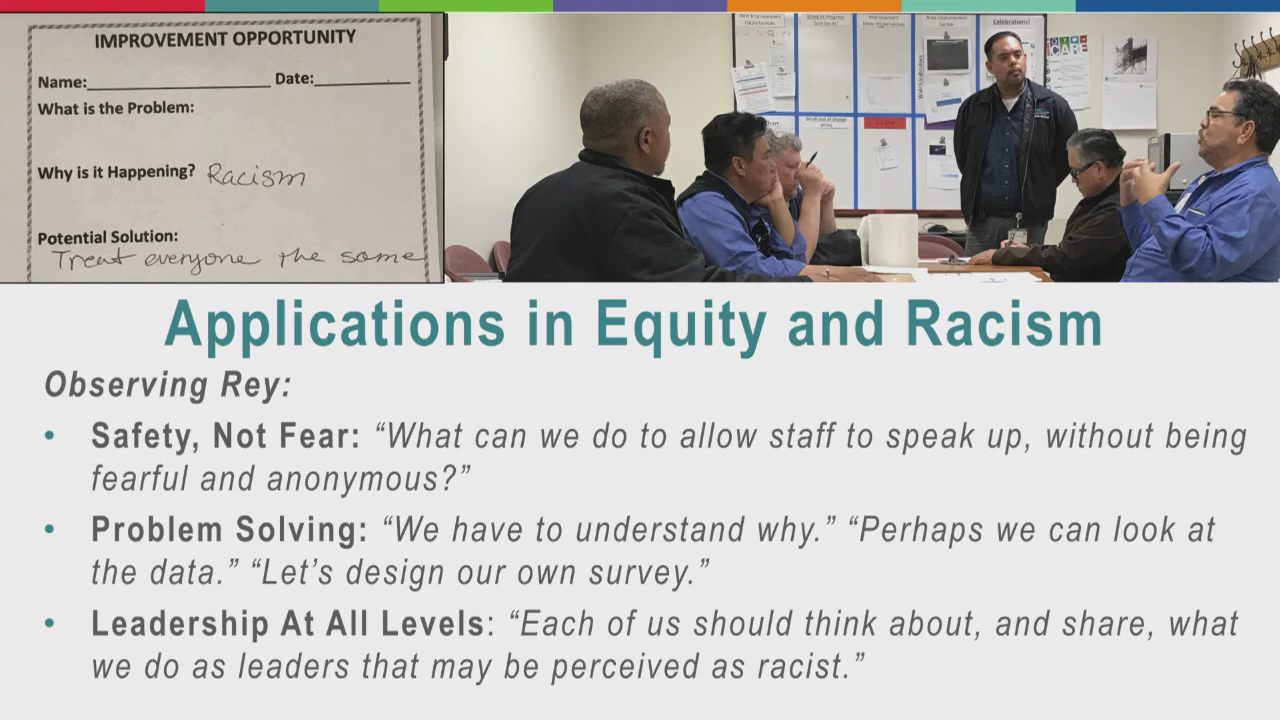 IMPROVEMENT OPPORTUNITY
Name: Date:
What is the Problem:
Why is it Happening? Racism
Potential Solution:
Treat everyone the same
Celebrations!
Applications in Equity and Racism
Observing Rey:
• Safety, Not Fear: “What can we do to allow staff to speak up, without being
fearful and anonymous?”
• Problem Solving: “We have to understand why.” “Perhaps we can look at
the data.” “Let’s design our own survey.”
• Leadership At All Levels: “Each of us should think about, and share, what
we do as leaders that may be perceived as racist.”